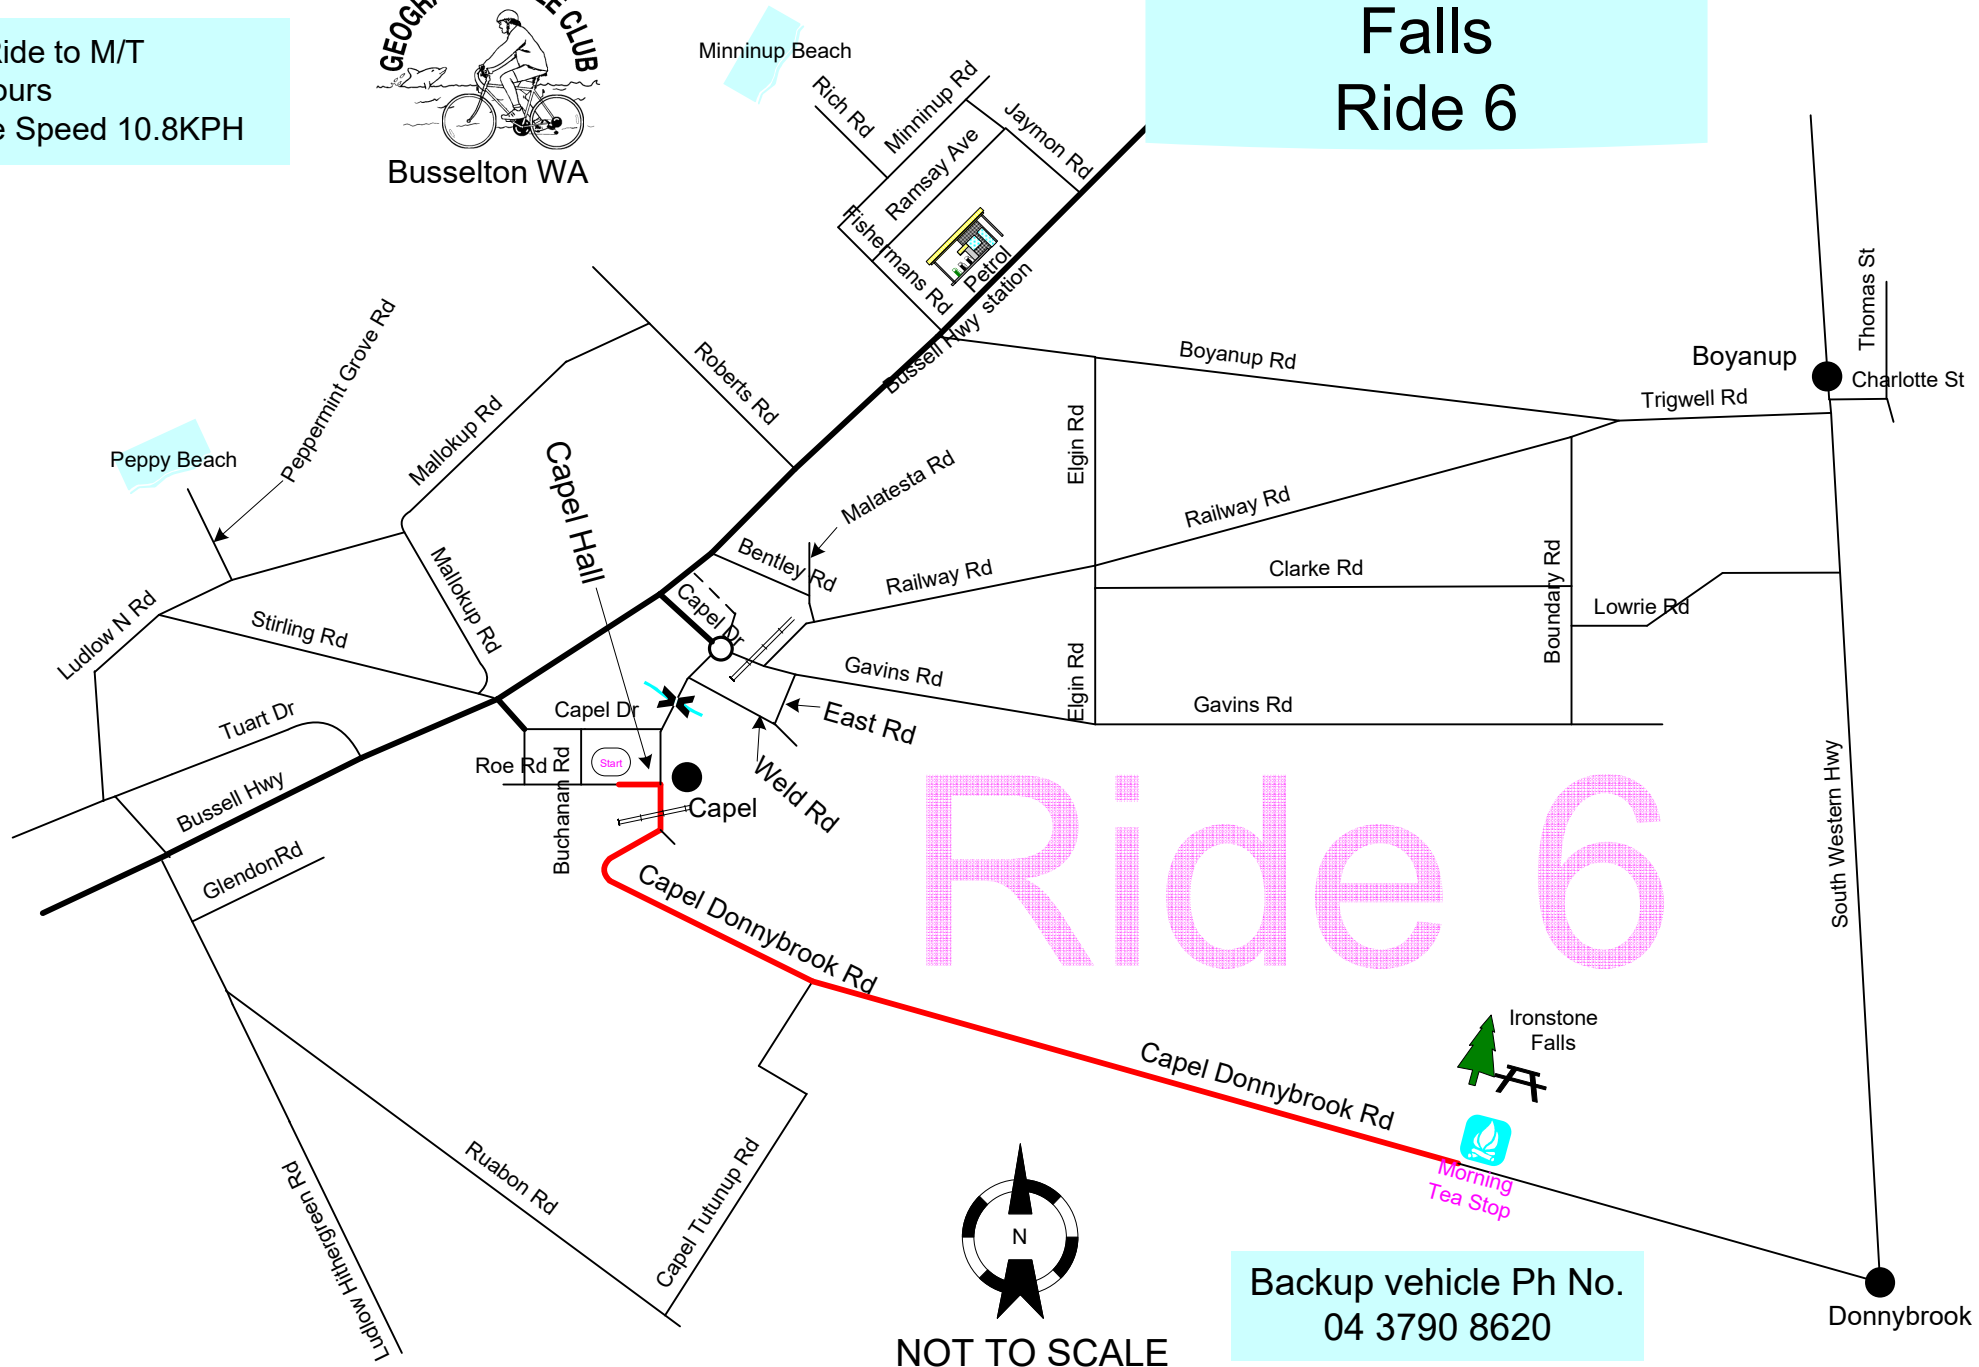 Ride to M/T
ours
e Speed 10.8KPH
CLUB
Busselton WA
Minninup Beach
Falls
Ride 6
Rich Rd
Minninup Rd
Jaymon Rd
Ramsay Ave
Fishermans Rd
Petrol
station
Bussell Hwy
Thomas St
Boyanup
Charlotte St
Boyanup Rd
Trigwell Rd
Peppermint Grove Rd
Roberts Rd
Mallokup Rd
Peppy Beach
Capel Hall
Elgin Rd
Malatesta Rd
Railway Rd
Bentley Rd
Railway Rd
Clarke Rd
Boundary Rd
Lowrie Rd
Mallokup Rd
Ludlow N Rd
Stirling Rd
Capel Dr
Gavins Rd
Elgin Rd
Gavins Rd
Tuart Dr
Capel Dr
East Rd
Roe Rd
Start
Buchanan Rd
Weld Rd
Capel
Bussell Hwy
South Western Hwy
GlendonRd
Ride 6
Capel Donnybrook Rd
Ironstone
Falls
Capel Donnybrook Rd
Morning
Tea Stop
Ruabon Rd
Capel Tutunup Rd
Ludlow Hithergreen Rd
N
NOT TO SCALE
Backup vehicle Ph No.
04 3790 8620
Donnybrook